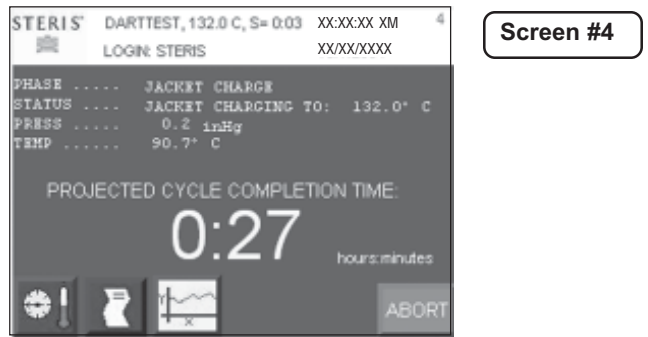 STERIS® DARTTEST, 132.0 C, S= 0:03 XX:XX:XX XM 4
LOGIN: STERIS XX/XX/XXXX
Screen #4
PHASE ..... JACKET CHARGE
STATUS .... JACKET CHARGING TO: 132.0° C
PRESS ..... 0.2 inHg
TEMP ...... 90.7° C
PROJECTED CYCLE COMPLETION TIME:
0:27
hours:minutes
X
ABORT